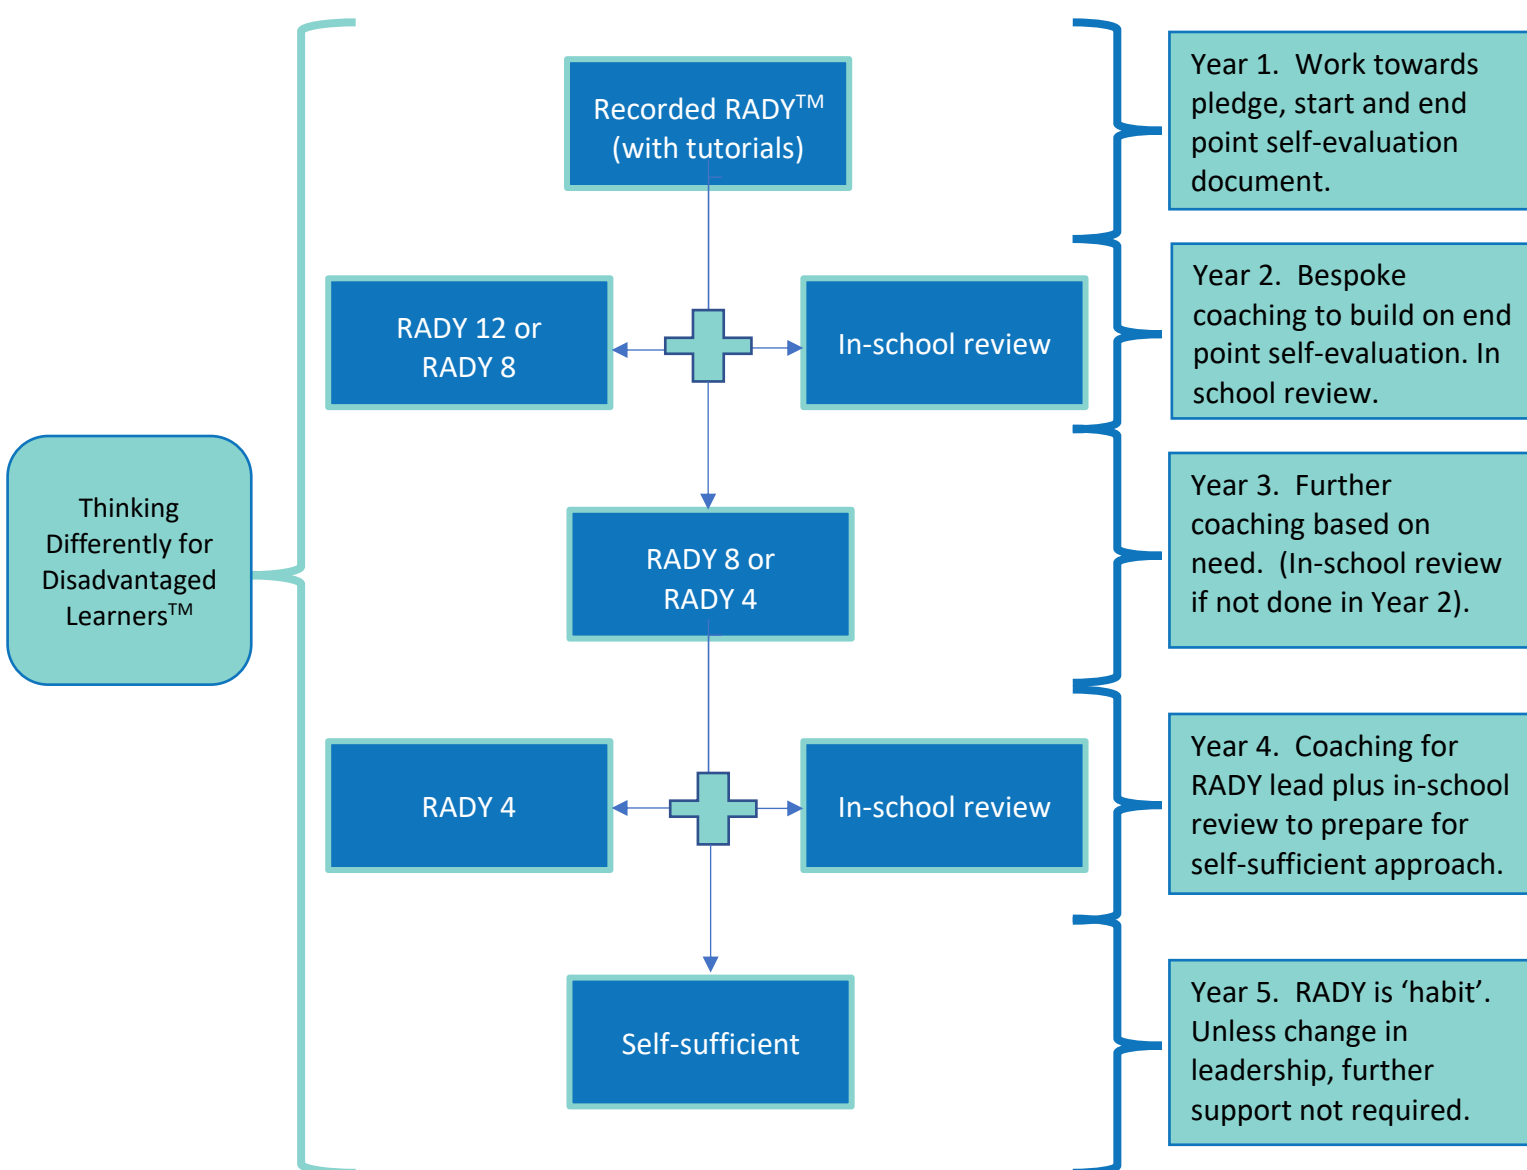 Thinking
Differently for
Disadvantaged
Learners™
Recorded RADY™
(with tutorials)
RADY 12 or
RADY 8
In-school review
RADY 8 or
RADY 4
RADY 4
In-school review
Self-sufficient
Year 1.  Work towards
pledge, start and end
point self-evaluation
document.
Year 2.  Bespoke
coaching to build on end
point self-evaluation. In
school review.
Year 3.  Further
coaching based on
need.  (In-school review
if not done in Year 2).
Year 4.  Coaching for
RADY lead plus in-school
review to prepare for
self-sufficient approach.
Year 5.  RADY is ‘habit’.
Unless change in
leadership, further
support not required.